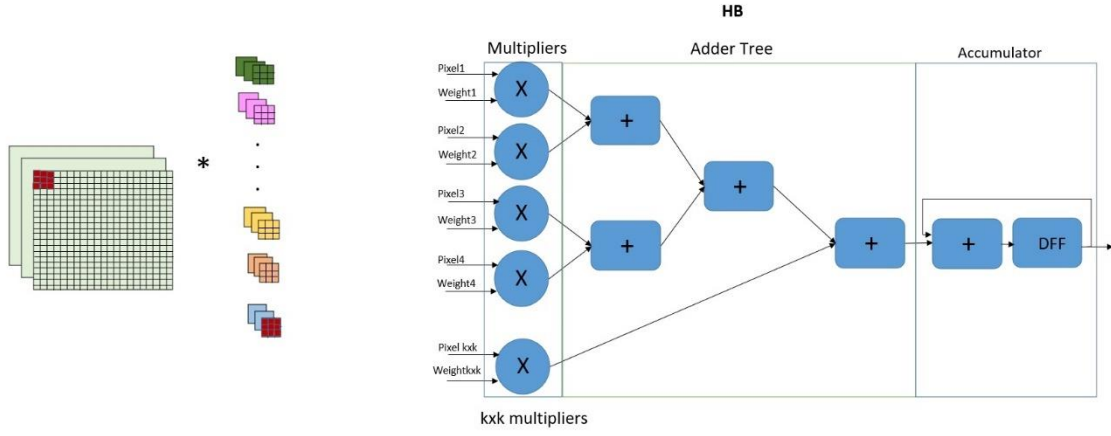 HB
Multipliers
Adder Tree
Accumulator
Pixel1
X
Weight1
+
Pixel2
X
Weight2
*
+
Pixel3
X
Weight3
+
+
+
DFF
Pixel4
X
Weight4
Pixel kxk
X
Weightkxk
kxk multipliers